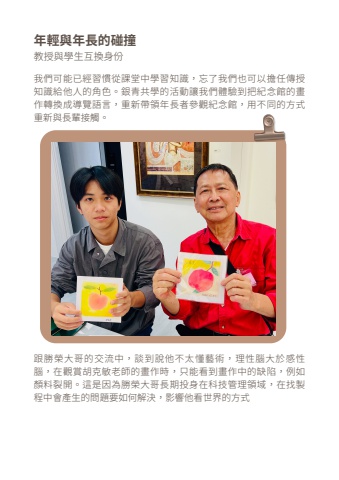 年輕與年長的碰撞
教授與學生互換身份
我們可能已經習慣從課堂中學習知識，忘了我們也可以擔任傳授
知識給他人的角色。銀青共學的活動讓我們體驗到把紀念館的畫
作轉換成導覽語言，重新帶領年長者參觀紀念館，用不同的方式
重新與長輩接觸。
跟勝榮大哥的交流中，談到說他不太懂藝術，理性腦大於感性
腦，在觀賞胡克敏老師的畫作時，只能看到畫作中的缺陷，例如
顏料裂開。這是因為勝榮大哥長期投身在科技管理領域，在找製
程中會產生的問題要如何解決，影響他看世界的方式